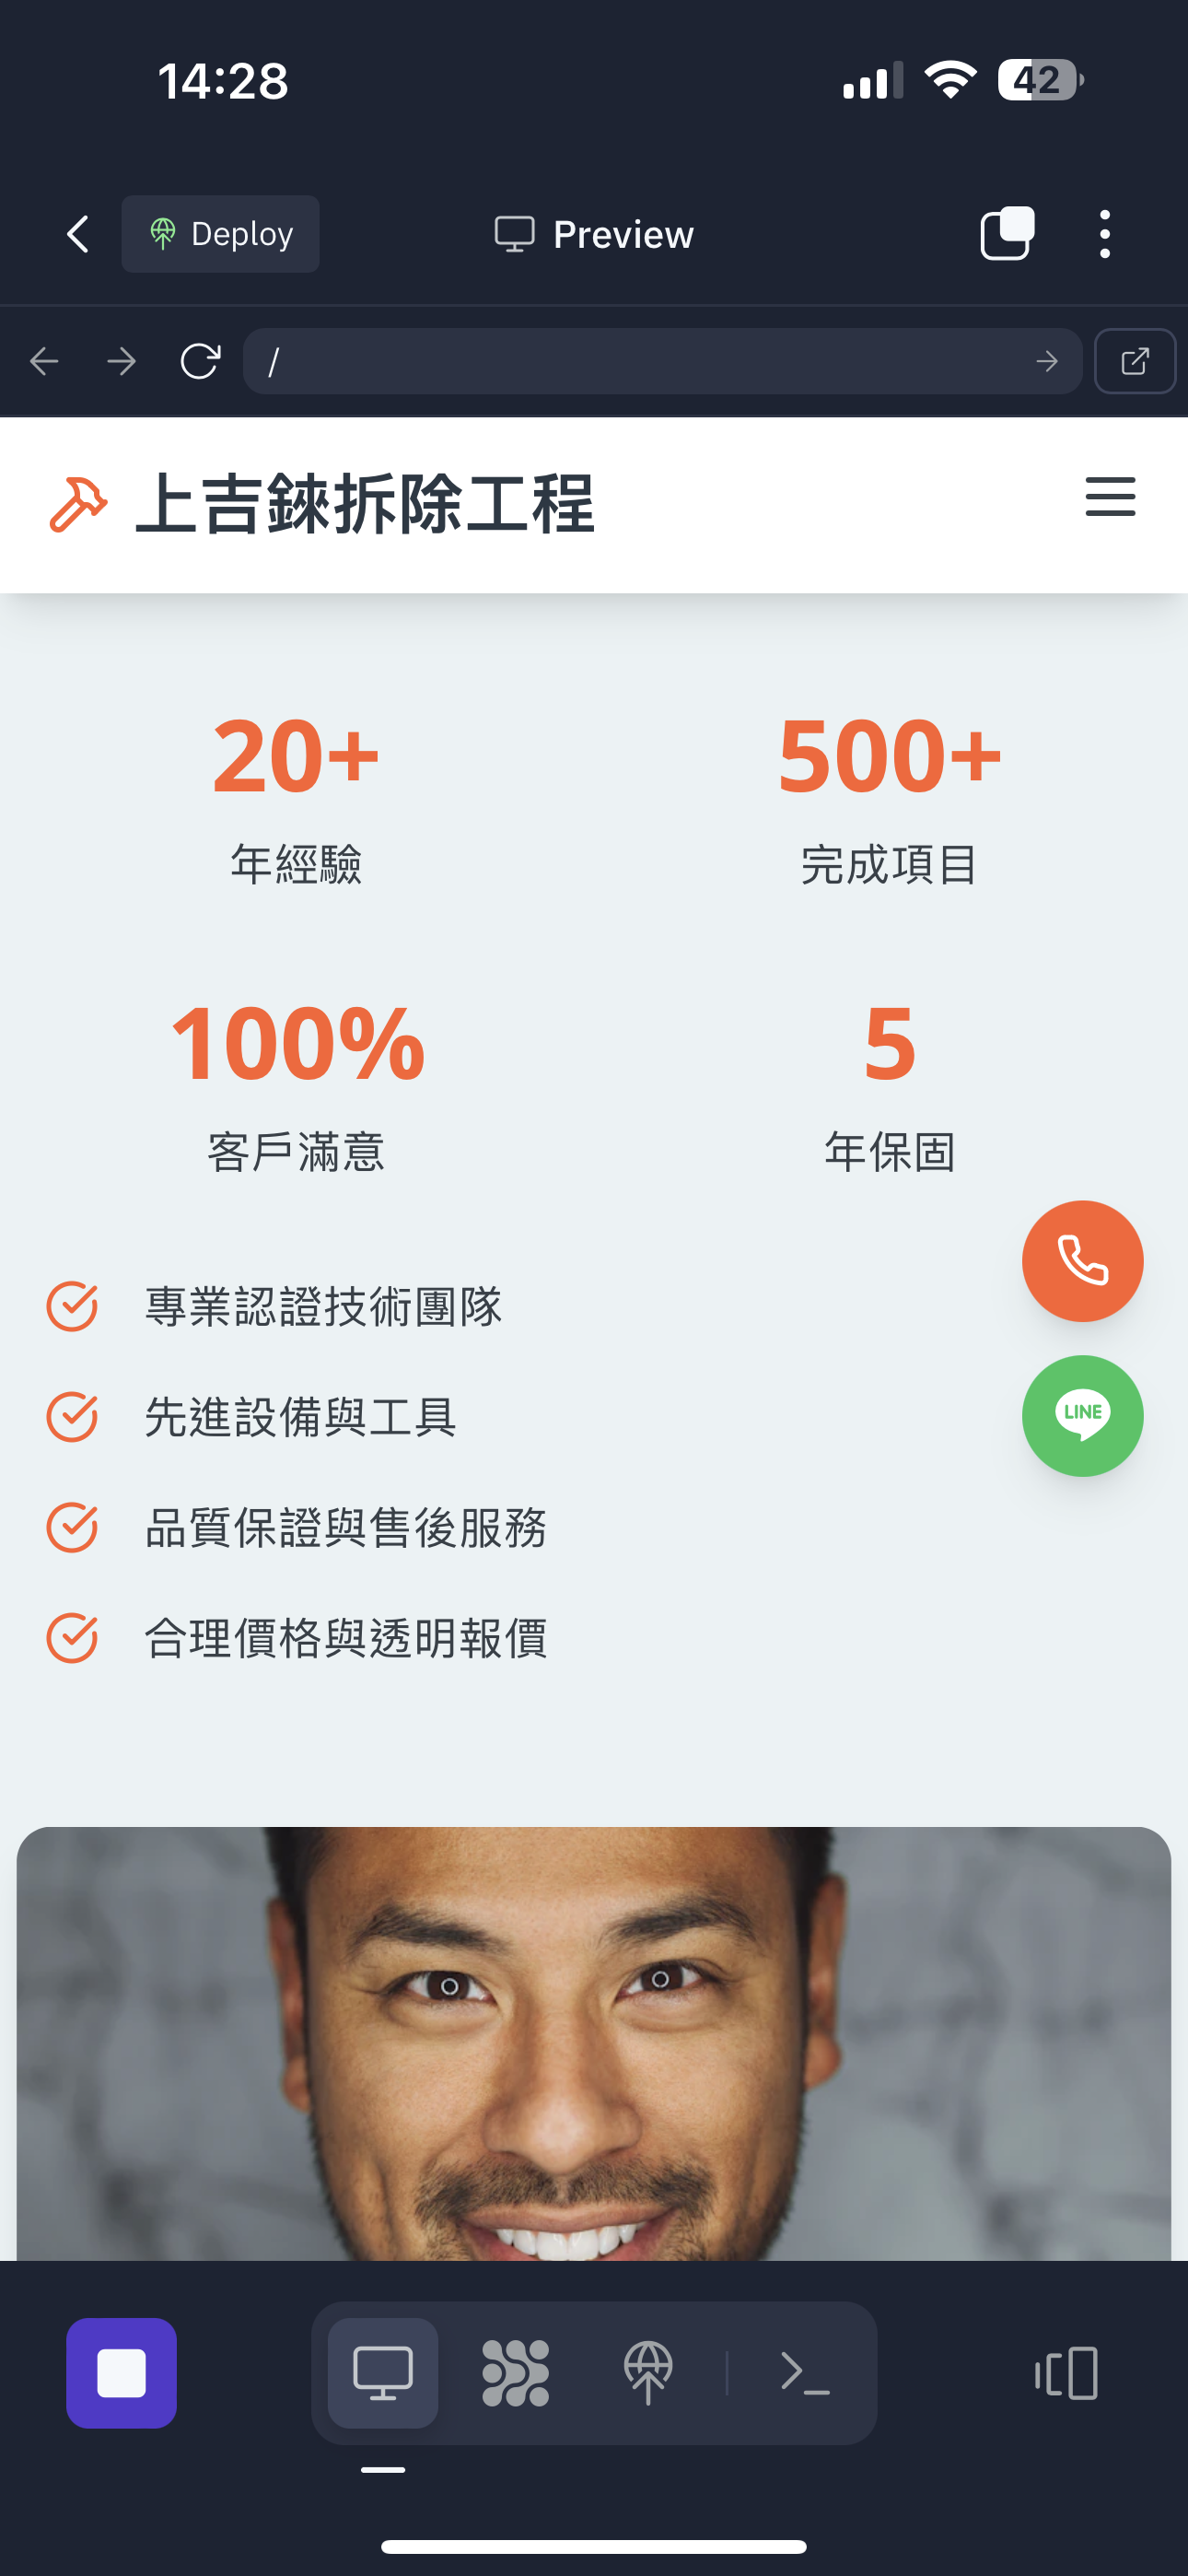 14:28
42
Deploy
Preview
/
上吉錸拆除工程
20+
500+
年經驗
完成項目
100%
5
客戶滿意
年保固
專業認證技術團隊
先進設備與工具
LINE
品質保證與售後服務
合理價格與透明報價